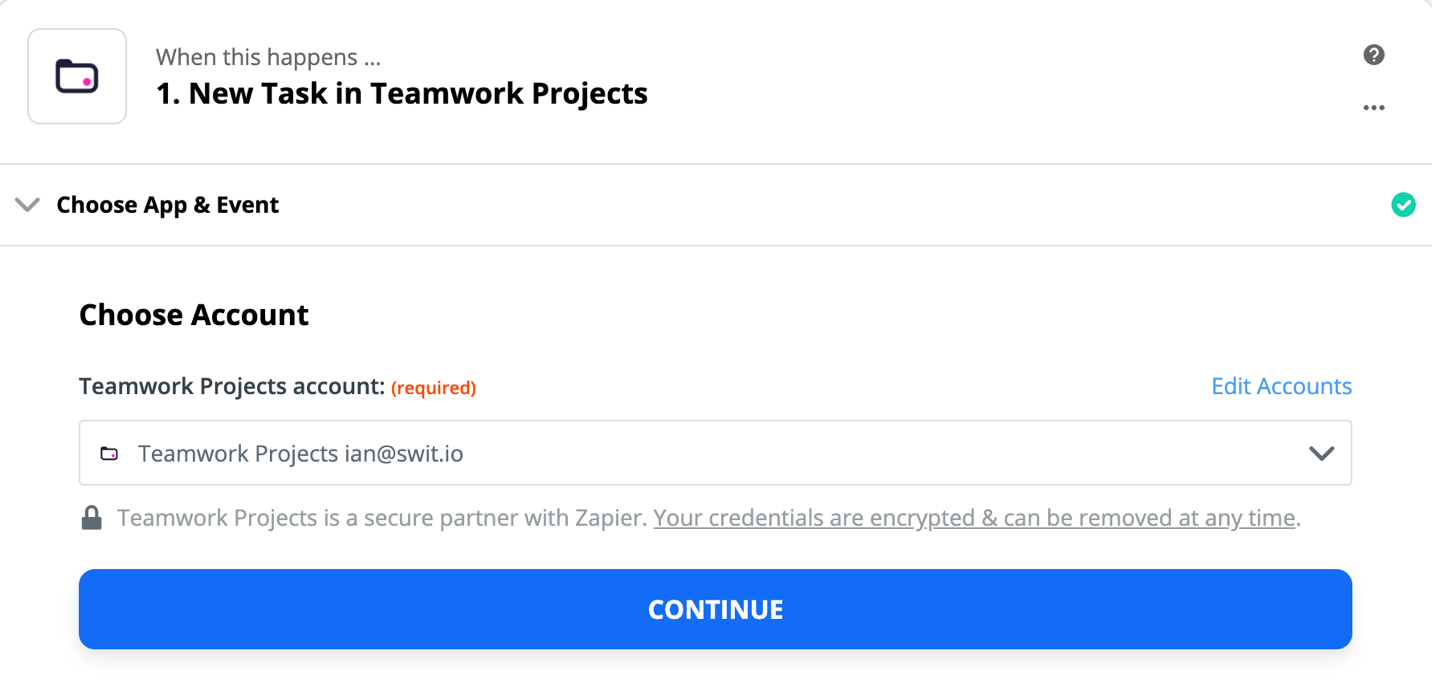 When this happens ...
1. New Task in Teamwork Projects
Choose App & Event
Choose Account
Teamwork Projects account: (required)
Edit Accounts
Teamwork Projects ian@swit.io
Teamwork Projects is a secure partner with Zapier. Your credentials are encrypted & can be removed at any time.
CONTINUE